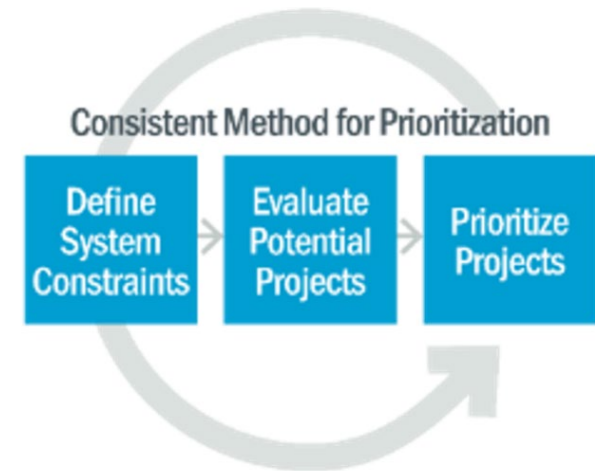 Consistent Method for Prioritization
Define
System
Constraints
Evaluate
Potential
Projects
Prioritize
Projects